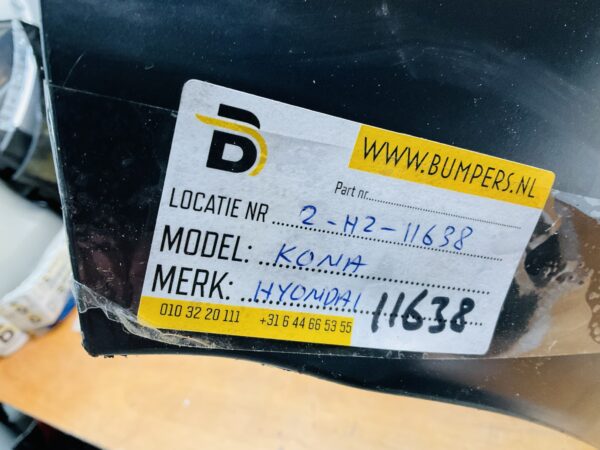 B
WWW.BUMPERS.NL
Part nr
LOCATIE NR 2-H2-11638
MODEL: KONA
MERK: HYONDAI 11638
010 32 20 111 +31 6 44 66 53 55